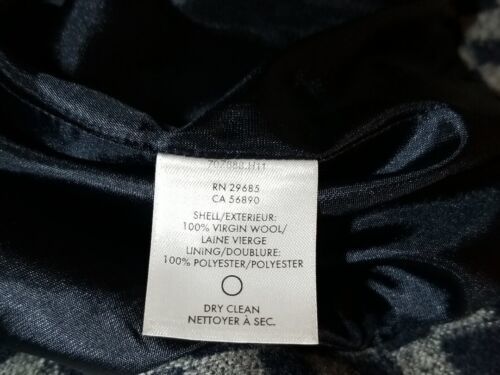 RN 29685
CA 56890
SHELL/EXTERIEUR:
100% VIRGIN WOOL/
LAINE VIERGE
LINING/DOUBLURE:
100% POLYESTER/POLYESTER
DRY CLEAN
NETTOYER À SEC.